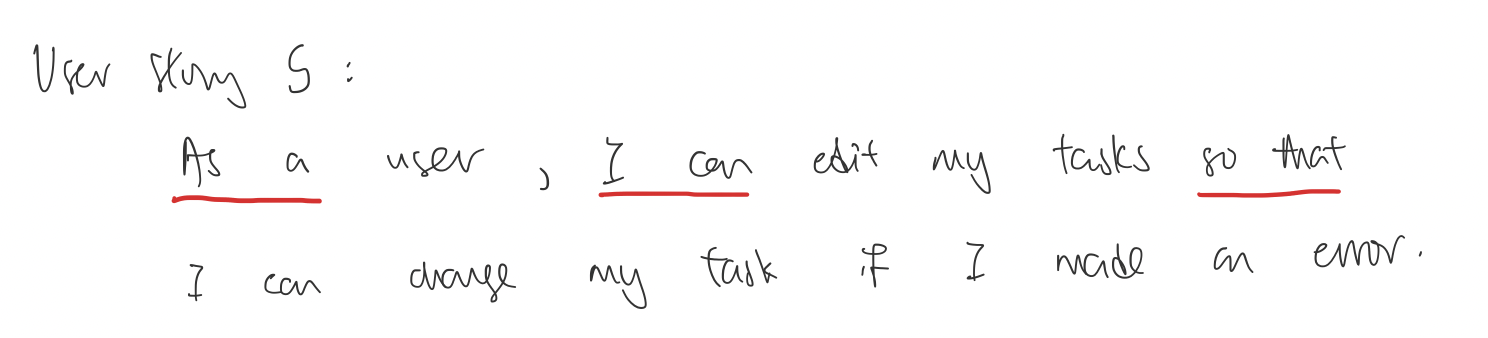 User story 5 :
As a user , I can edit my tasks so that
I can change my task if I made an error.